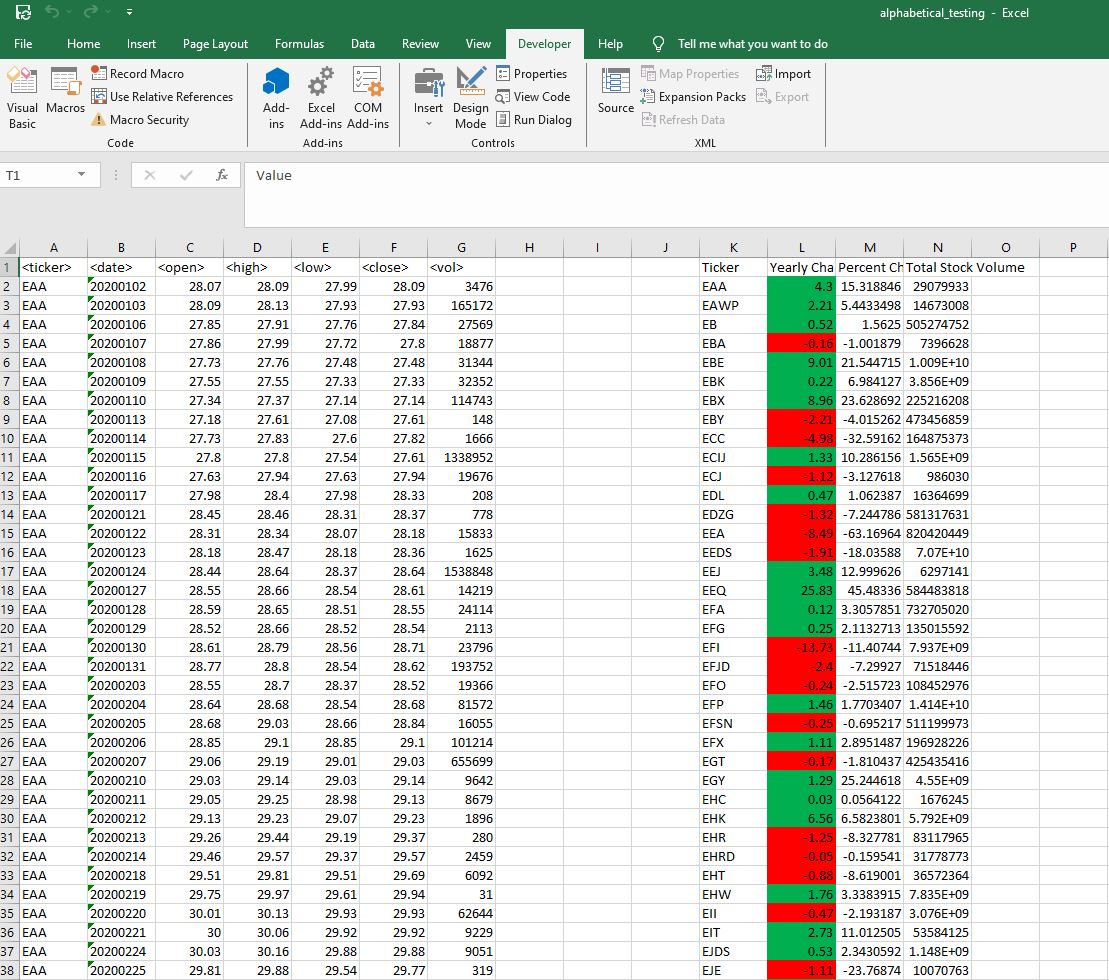 alphabetical_testing - Excel
File Home Insert Page Layout Formulas Data Review View Developer Help Tell me what you want to do
Visual Basic
Macros
Record Macro
Use Relative References
Macro Security
Code
Add-ins
Excel Add-ins
COM Add-ins
Add-ins
Insert
Design Mode
Properties
View Code
Run Dialog
Controls
Source
Map Properties
Expansion Packs
Refresh Data
Import
Export
XML
T1 fx Value
A B C D E F G H I J K L M N O P
1 <ticker> <date> <open> <high> <low> <close> <vol> Ticker Yearly Cha Percent Ch Total Stock Volume
2 EAA 20200102 28.07 28.09 27.99 28.09 3476 EAA 4.3 15.318846 29079933
3 EAA 20200103 28.09 28.13 27.93 27.93 165172 EAWP 2.21 5.4433498 14673008
4 EAA 20200106 27.85 27.91 27.76 27.84 27569 EB 0.52 1.5625 505274752
5 EAA 20200107 27.86 27.99 27.72 27.8 18877 EBA -0.16 -1.001879 7396628
6 EAA 20200108 27.73 27.76 27.48 27.48 31344 EBE 9.01 21.544715 1.009E+10
7 EAA 20200109 27.55 27.55 27.33 27.33 32352 EBK 0.22 6.984127 3.856E+09
8 EAA 20200110 27.34 27.37 27.14 27.14 114743 EBX 8.96 23.628692 225216208
9 EAA 20200113 27.18 27.61 27.08 27.61 148 EBY -2.21 -4.015262 473456859
10 EAA 20200114 27.73 27.83 27.6 27.82 1666 ECC -4.98 -32.59162 164875373
11 EAA 20200115 27.8 27.8 27.54 27.61 1338952 ECIJ 1.33 10.286156 1.565E+09
12 EAA 20200116 27.63 27.94 27.63 27.94 19676 ECJ -1.12 -3.127618 986030
13 EAA 20200117 27.98 28.4 27.98 28.33 208 EDL 0.47 1.062387 16364699
14 EAA 20200121 28.45 28.46 28.31 28.37 778 EDZG -1.32 -7.244786 581317631
15 EAA 20200122 28.31 28.34 28.07 28.18 15833 EEA -8.49 -63.16964 820420449
16 EAA 20200123 28.18 28.47 28.18 28.36 1625 EEDS -1.91 -18.03588 7.07E+10
17 EAA 20200124 28.44 28.64 28.37 28.64 1538848 EEJ 3.48 12.999626 6297141
18 EAA 20200127 28.55 28.66 28.54 28.61 14219 EEQ 25.83 45.48336 584483818
19 EAA 20200128 28.59 28.65 28.51 28.55 24114 EFA 0.12 3.3057851 732705020
20 EAA 20200129 28.52 28.66 28.52 28.54 2113 EFG 0.25 2.1132713 135015592
21 EAA 20200130 28.61 28.79 28.56 28.71 23796 EFI -13.73 -11.40744 7.937E+09
22 EAA 20200131 28.77 28.8 28.54 28.62 193752 EFJD -2.4 -7.29927 71518446
23 EAA 20200203 28.55 28.7 28.37 28.52 19366 EFO -0.24 -2.515723 108452976
24 EAA 20200204 28.64 28.68 28.54 28.68 81572 EFP 1.46 1.7703407 1.414E+10
25 EAA 20200205 28.68 29.03 28.66 28.84 16055 EFSN -0.25 -0.695217 511199973
26 EAA 20200206 28.85 29.1 28.85 29.1 101214 EFX 1.11 2.8951487 196928226
27 EAA 20200207 29.06 29.19 29.01 29.03 655699 EGT -0.17 -1.810437 425435416
28 EAA 20200210 29.03 29.14 29.03 29.14 9642 EGY 1.29 25.244618 4.55E+09
29 EAA 20200211 29.05 29.25 28.98 29.13 8679 EHC 0.03 0.0564122 1676245
30 EAA 20200212 29.13 29.23 29.07 29.23 1896 EHK 6.56 6.5823801 5.792E+09
31 EAA 20200213 29.26 29.44 29.19 29.37 280 EHR -1.25 -8.327781 83117965
32 EAA 20200214 29.46 29.57 29.37 29.57 2459 EHRD -0.05 -0.159541 31778773
33 EAA 20200218 29.51 29.81 29.51 29.69 6092 EHT -0.88 -8.619001 36572364
34 EAA 20200219 29.75 29.97 29.61 29.94 31 EHW 1.76 3.3383915 7.835E+09
35 EAA 20200220 30.01 30.13 29.93 29.93 62644 EII -0.47 -2.193187 3.076E+09
36 EAA 20200221 30 30.06 29.92 29.92 9229 EIT 2.73 11.012505 53584125
37 EAA 20200224 30.03 30.16 29.88 29.88 9051 EJDS 0.53 2.3430592 1.148E+09
38 EAA 20200225 29.81 29.88 29.54 29.77 319 EJE -1.11 -23.76874 10070763